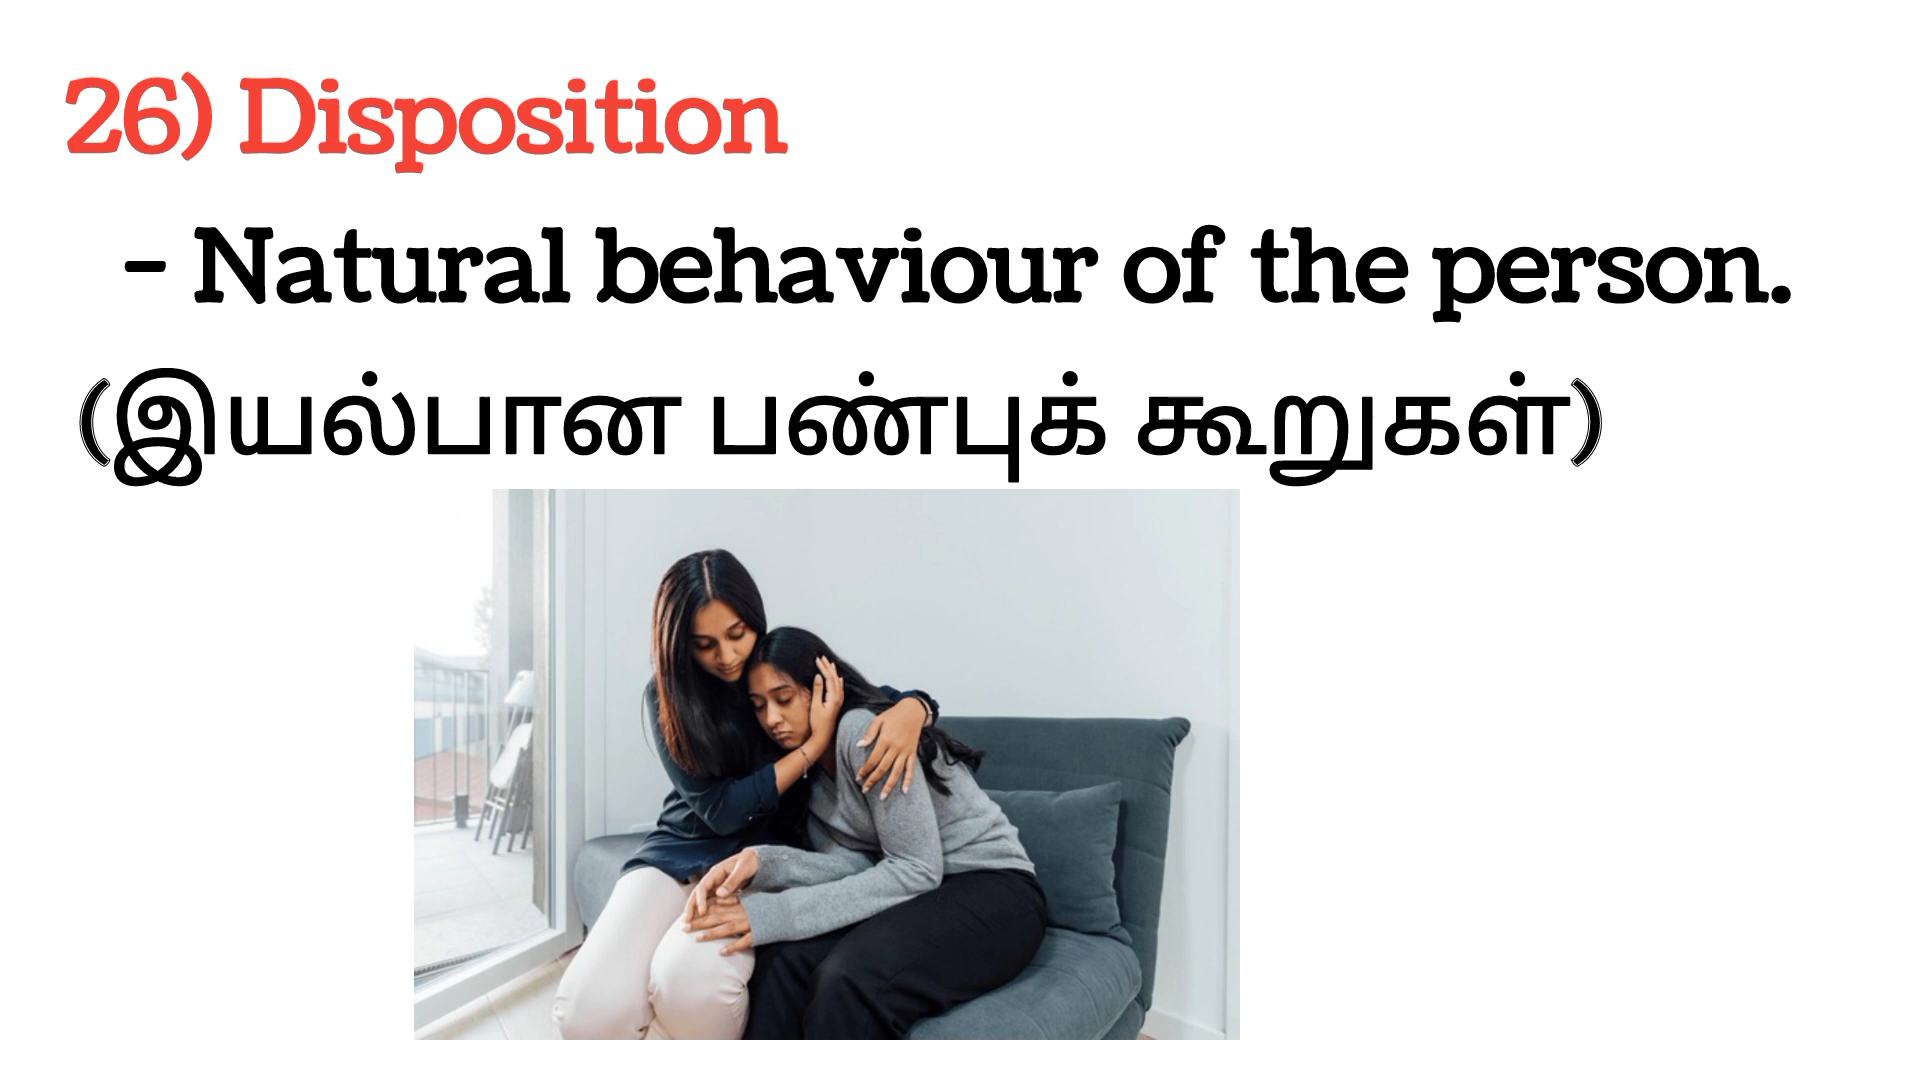 26) Disposition
- Natural behaviour of the person.
(இயல்பான பண்புக் கூறுகள்)